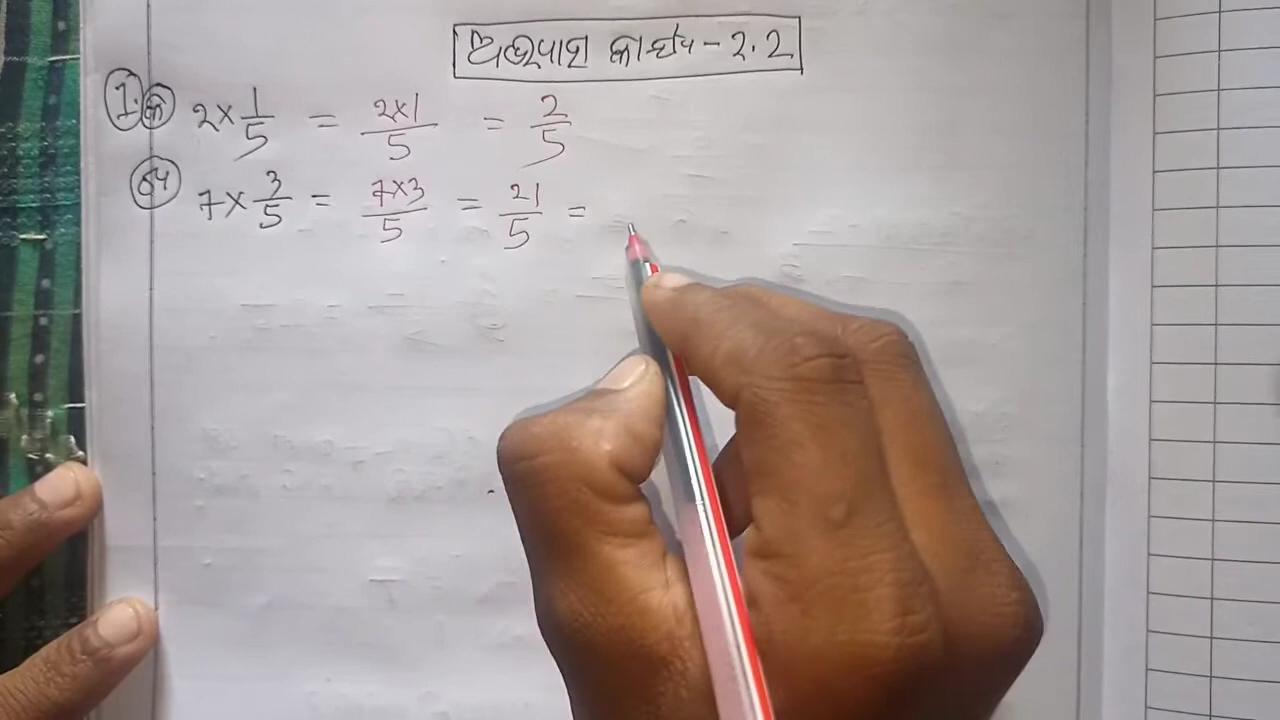 ଅଭ୍ୟାସ କାର୍ଯ୍ୟ - 2.2
1. କ 2 × 1/5 = 2×1/5 = 2/5
ଖ 7 × 3/5 = 7×3/5 = 21/5 =